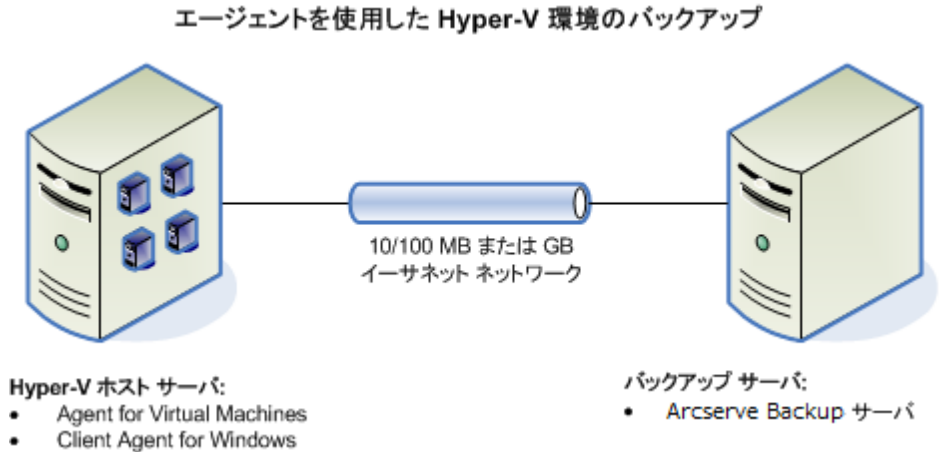 エージェントを使用した Hyper-V 環境のバックアップ
10/100 MB または GB
イーサネット ネットワーク
Hyper-V ホスト サーバ:
• Agent for Virtual Machines
• Client Agent for Windows
バックアップ サーバ:
• Arcserve Backup サーバ